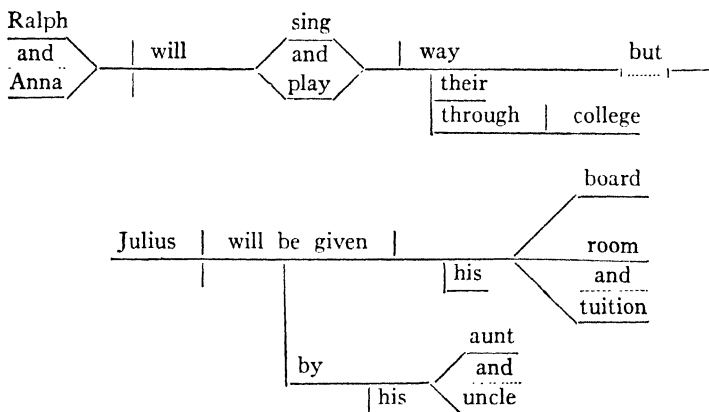 Ralph
and
Anna
will
sing
and
play
way
but
their
through college
board
Julius will be given
room
his
and
tuition
aunt
by
and
his
uncle